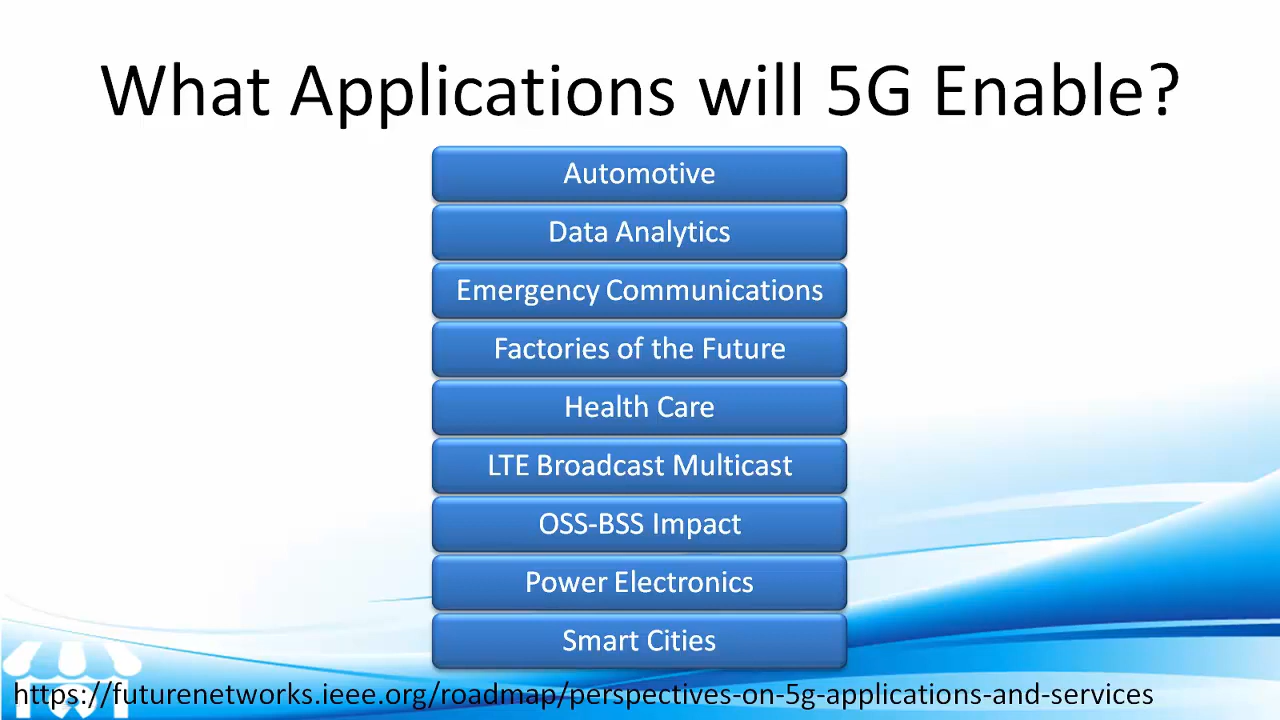 What Applications will 5G Enable?
Automotive
Data Analytics
Emergency Communications
Factories of the Future
Health Care
LTE Broadcast Multicast
OSS-BSS Impact
Power Electronics
Smart Cities
https://futurenetworks.ieee.org/roadmap/perspectives-on-5g-applications-and-services